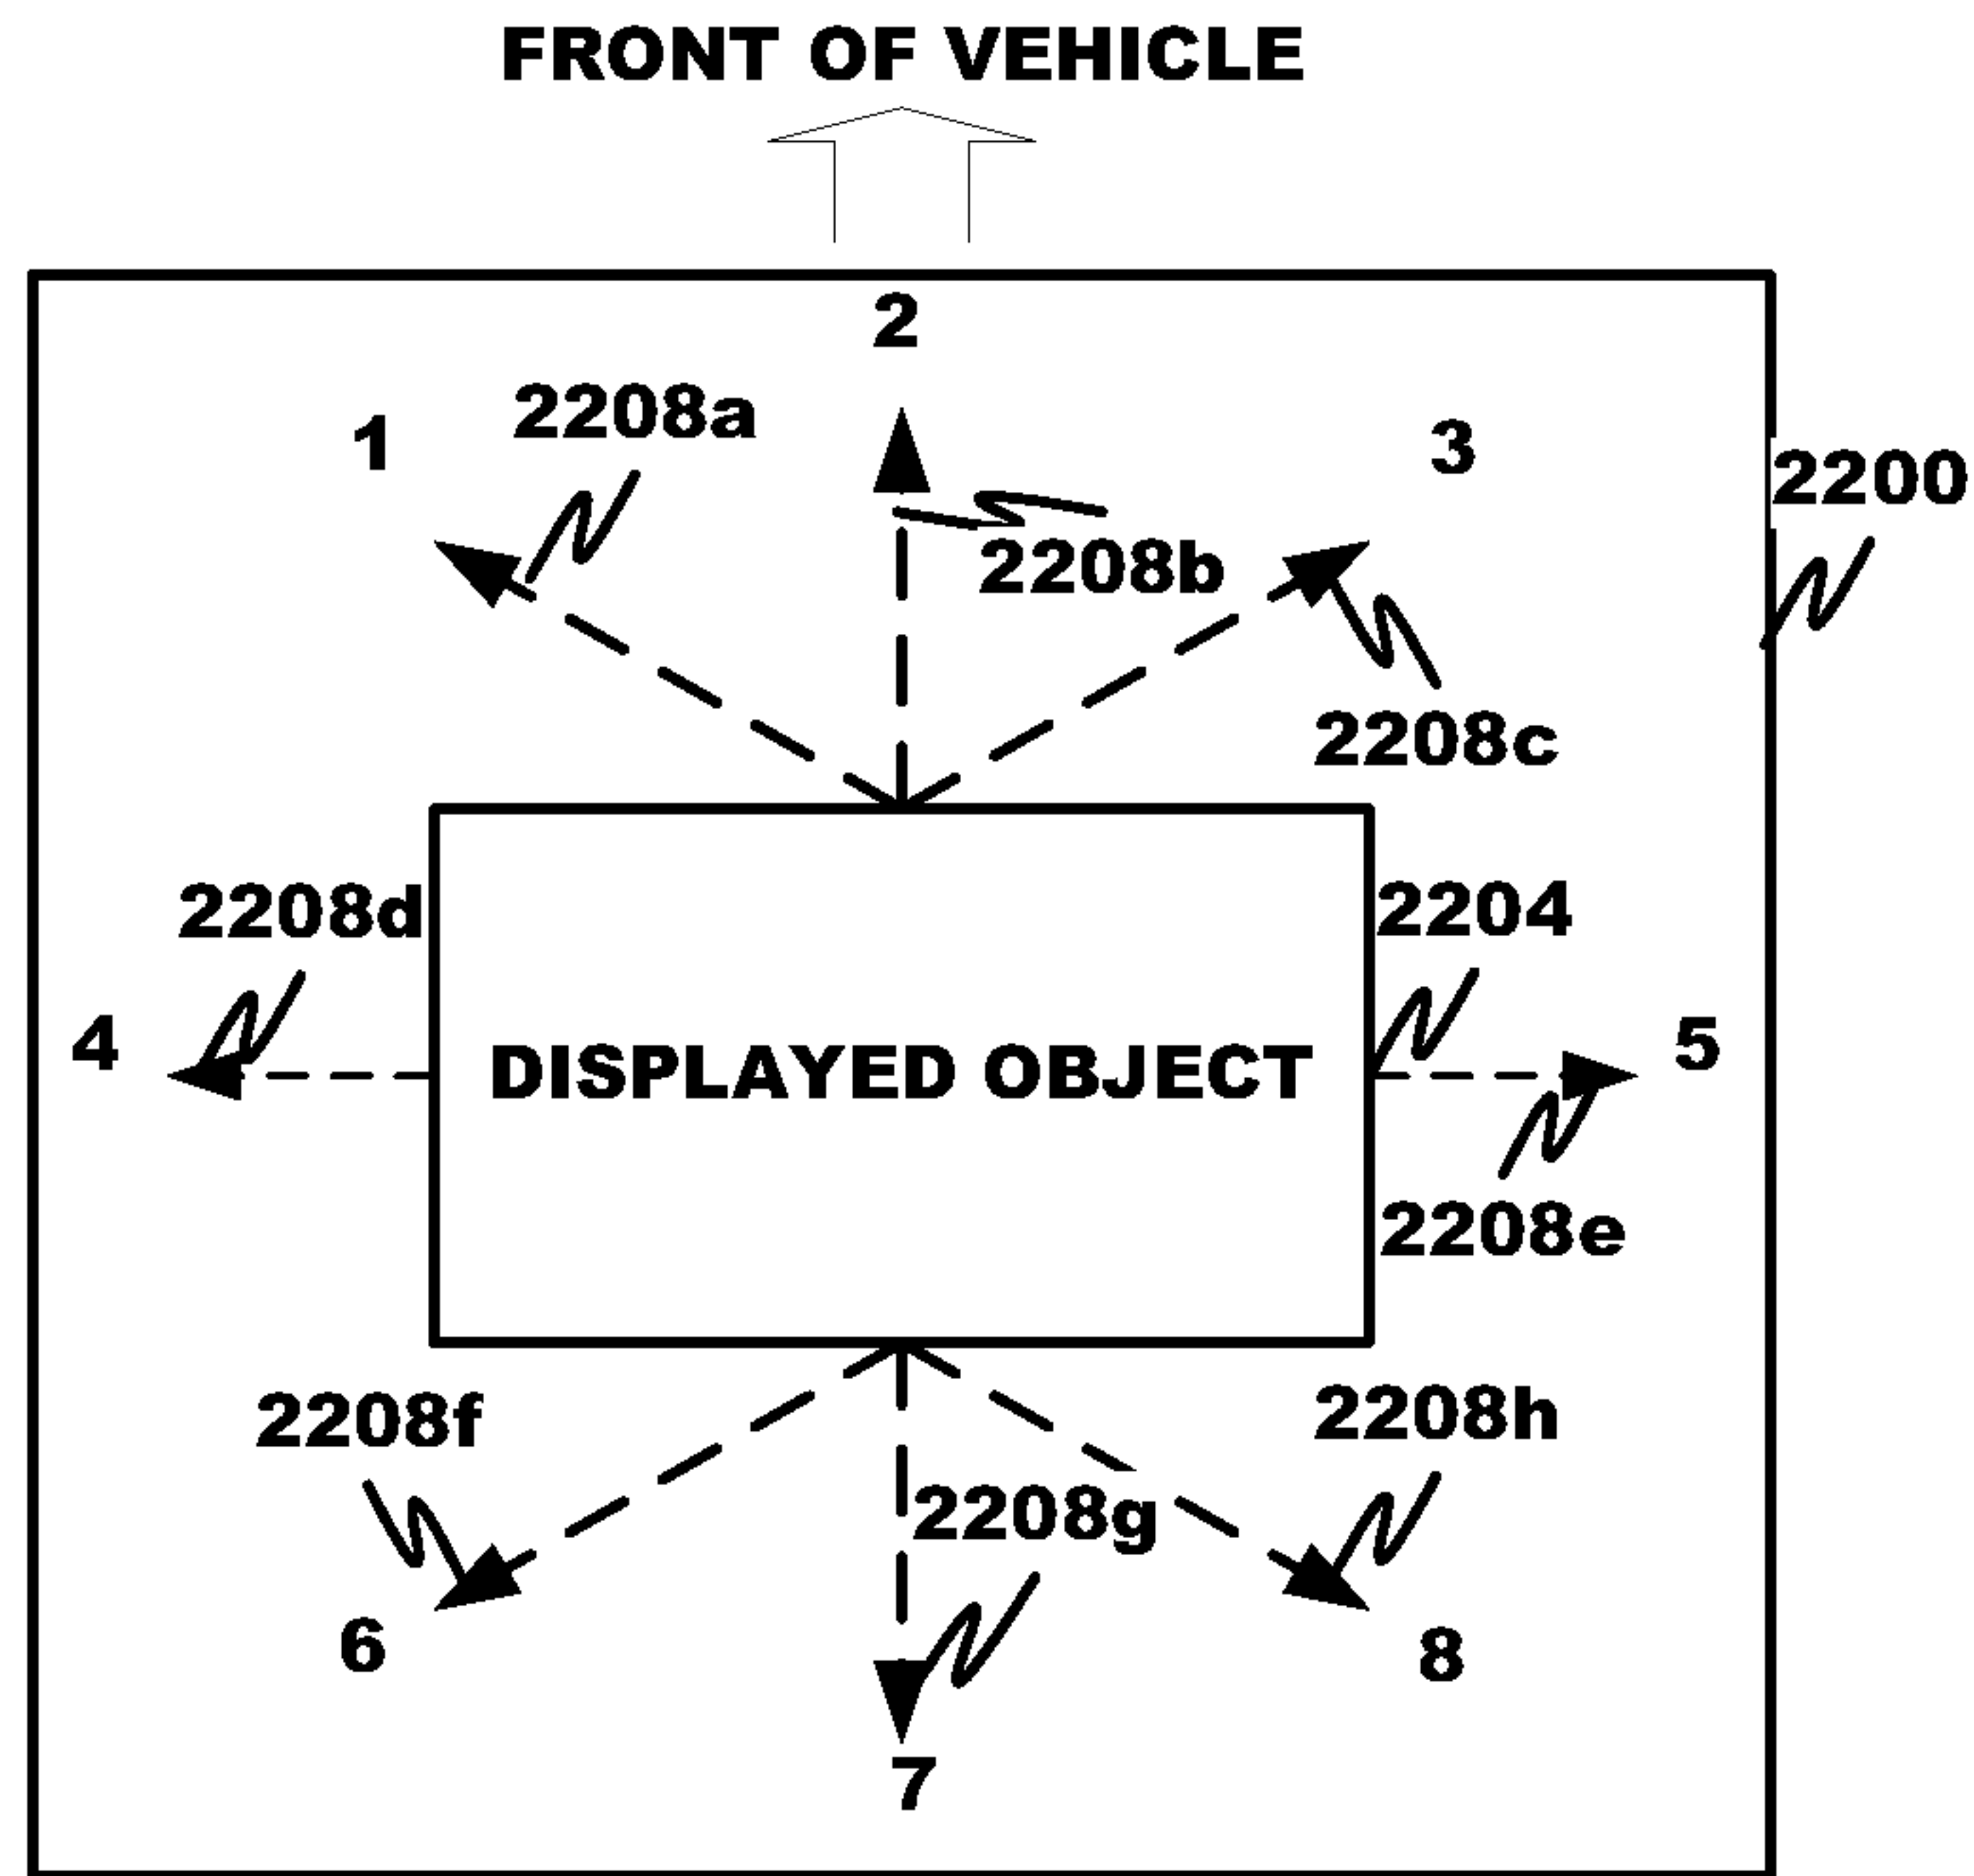 FRONT OF VEHICLE
2
1
2208a
3
2200
2208b
2208c
2208d
2204
4
DISPLAYED OBJECT
5
2208e
2208f
2208h
2208g
6
8
7